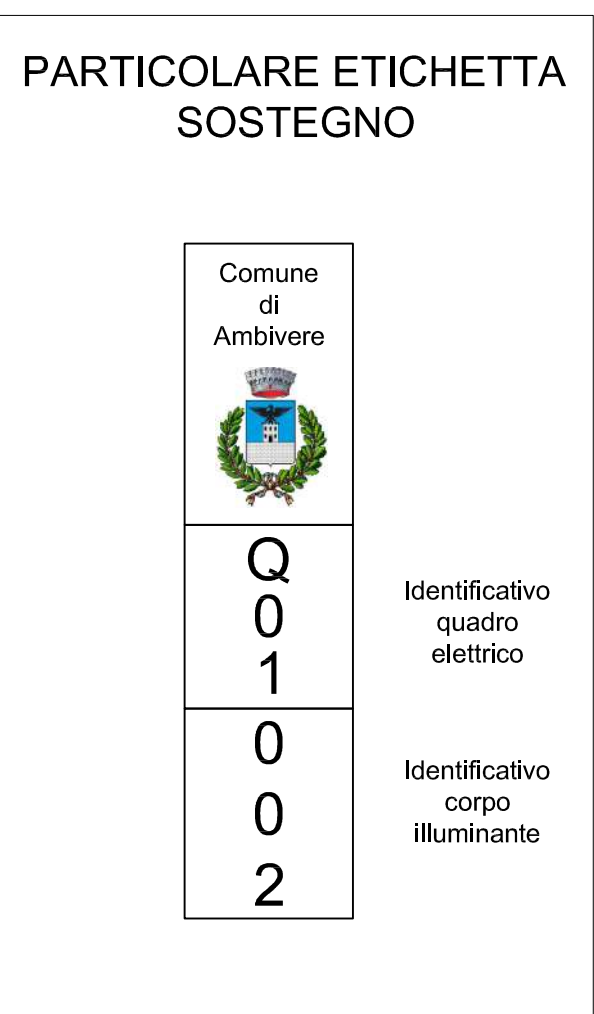 PARTICOLARE ETICHETTA
SOSTEGNO
Comune
di
Ambivere
Q
0
1
Identificativo
quadro
elettrico
0
0
2
Identificativo
corpo
illuminante